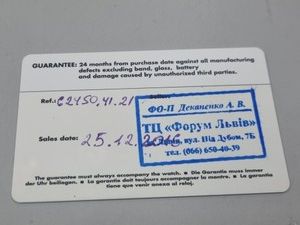 GUARANTEE: 24 months from purchase date against all manufacturing
defects excluding band, glass, battery
and damage caused by unauthorized third parties.
Ref.: C2150.41.21
ФО-П Деканенко А. В.
ТЦ «Форум Львів»
вул. Під Дубом, 7Б
тел. (066) 650-40-39
Sales date: 25.12.2016
The guarantee must always accompany the watch. ■ Die Garantie muss immer
der Uhr beiliegen. ■ La garantie doit toujours accompagner la montre. ■ La garantía
tiene que venir anexa al reloj.